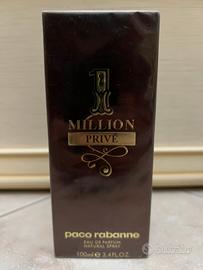 1
MILLION
PRIVÉ
paco rabanne
EAU DE PARFUM
NATURAL SPRAY
100ml e 3.4FL.OZ.